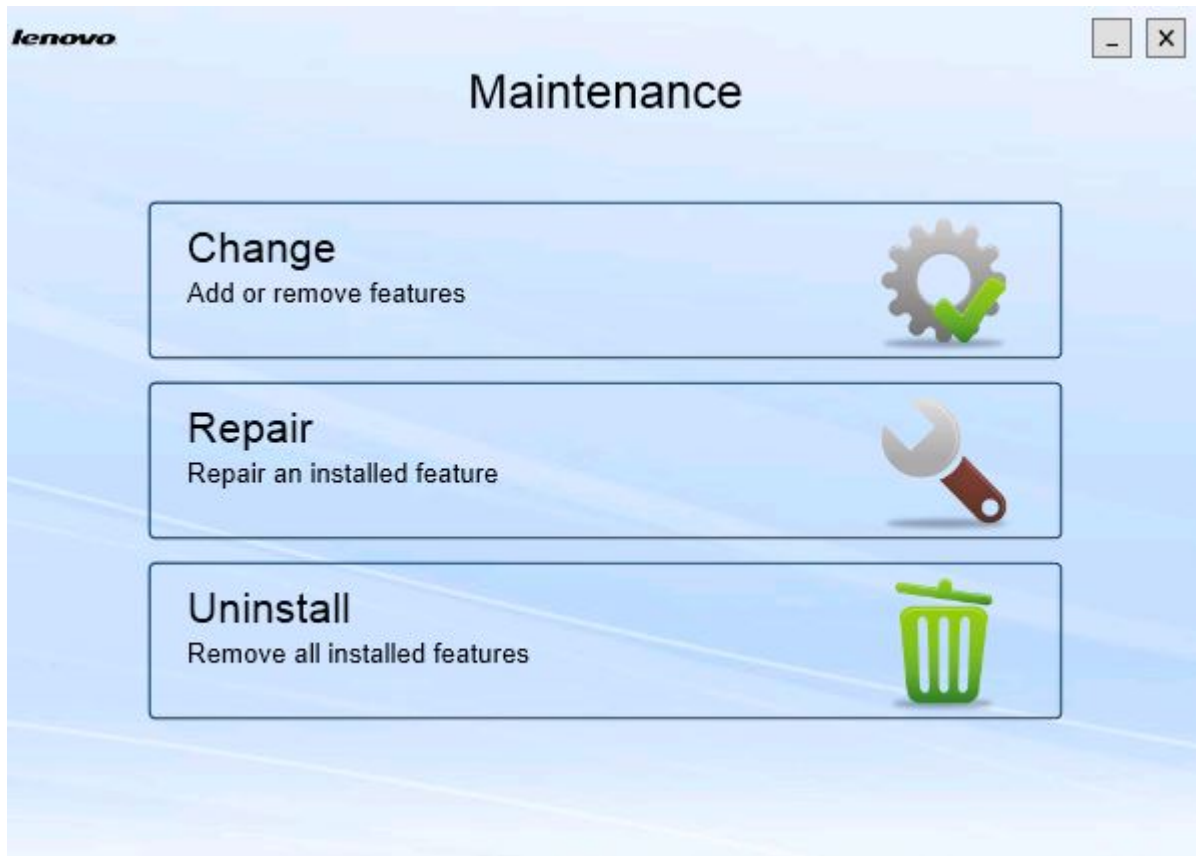 lenovo
Maintenance
Change
Add or remove features
Repair
Repair an installed feature
Uninstall
Remove all installed features